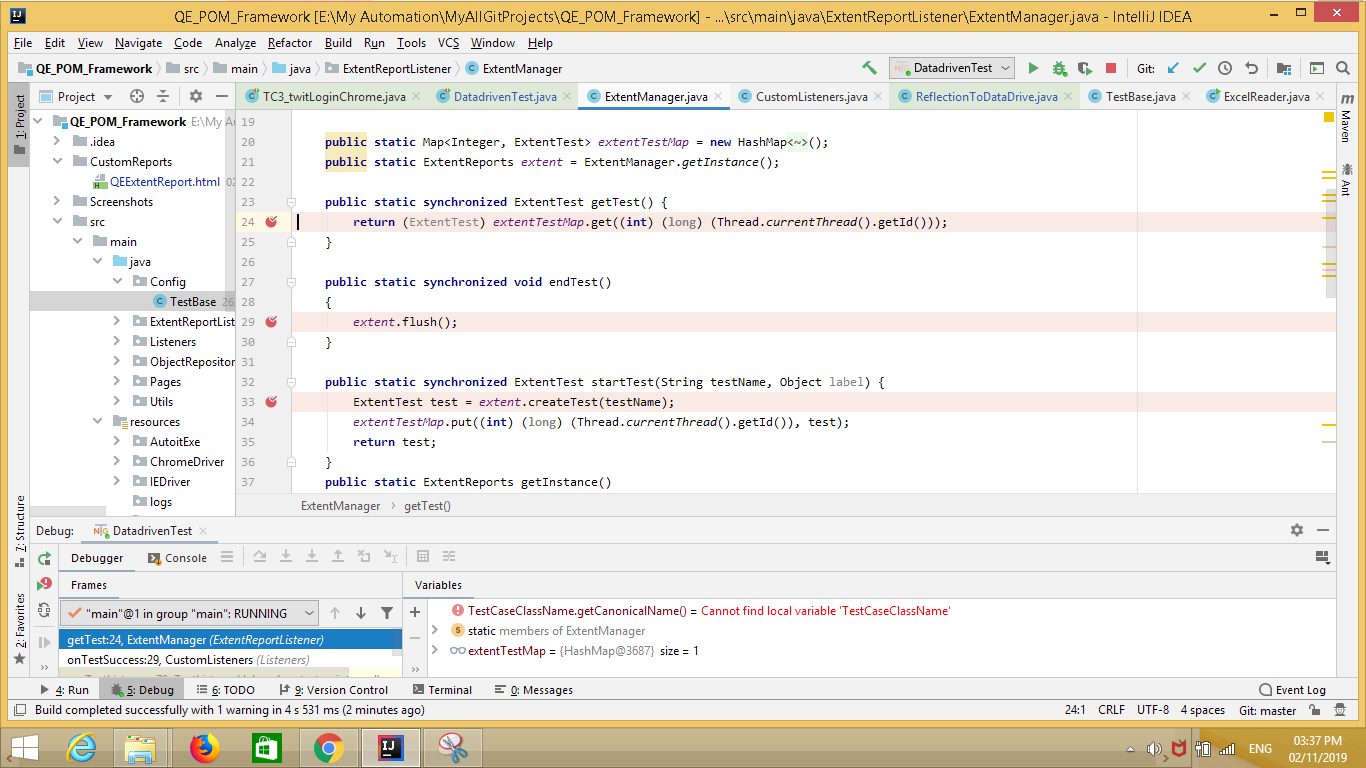 QE_POM_Framework [E:\My Automation\MyAllGitProjects\QE_POM_Framework] - ...\src\main\java\ExtentReportListener\ExtentManager.java - IntelliJ IDEA
File Edit View Navigate Code Analyze Refactor Build Run Tools VCS Window Help
QE_POM_Framework src main java ExtentReportListener ExtentManager DatadrivenTest Git:
1: Project
Project
TC3_twitLoginChrome.java DatadrivenTest.java ExtentManager.java CustomListeners.java ReflectionToDataDrive.java TestBase.java ExcelReader.java
Maven
Ant
QE_POM_Framework E:\My A
.idea
CustomReports
QEExtentReport.html 02
Screenshots
src
main
java
Config
TestBase 26
ExtentReportList
Listeners
ObjectRepositor
Pages
Utils
resources
AutoitExe
ChromeDriver
IEDriver
logs
19
20 public static Map<Integer, ExtentTest> extentTestMap = new HashMap<~>();
21 public static ExtentReports extent = ExtentManager.getInstance();
22
23 public static synchronized ExtentTest getTest() {
24 return (ExtentTest) extentTestMap.get((int) (long) (Thread.currentThread().getId()));
25 }
26
27 public static synchronized void endTest()
28 {
29 extent.flush();
30 }
31
32 public static synchronized ExtentTest startTest(String testName, Object label) {
33 ExtentTest test = extent.createTest(testName);
34 extentTestMap.put((int) (long) (Thread.currentThread().getId()), test);
35 return test;
36 }
37 public static ExtentReports getInstance()
ExtentManager getTest()
7: Structure
2: Favorites
Debug: DatadrivenTest
Debugger Console
Frames
Variables
9
"main"@1 in group "main": RUNNING
getTest:24, ExtentManager (ExtentReportListener)
onTestSuccess:29, CustomListeners (Listeners)
TestCaseClassName.getCanonicalName() = Cannot find local variable 'TestCaseClassName'
static members of ExtentManager
extentTestMap = {HashMap@3687} size = 1
4: Run 5: Debug 6: TODO 9: Version Control Terminal 0: Messages Event Log
Build completed successfully with 1 warning in 4 s 531 ms (2 minutes ago) 24:1 CRLF UTF-8 4 spaces Git: master
ENG
03:37 PM
02/11/2019